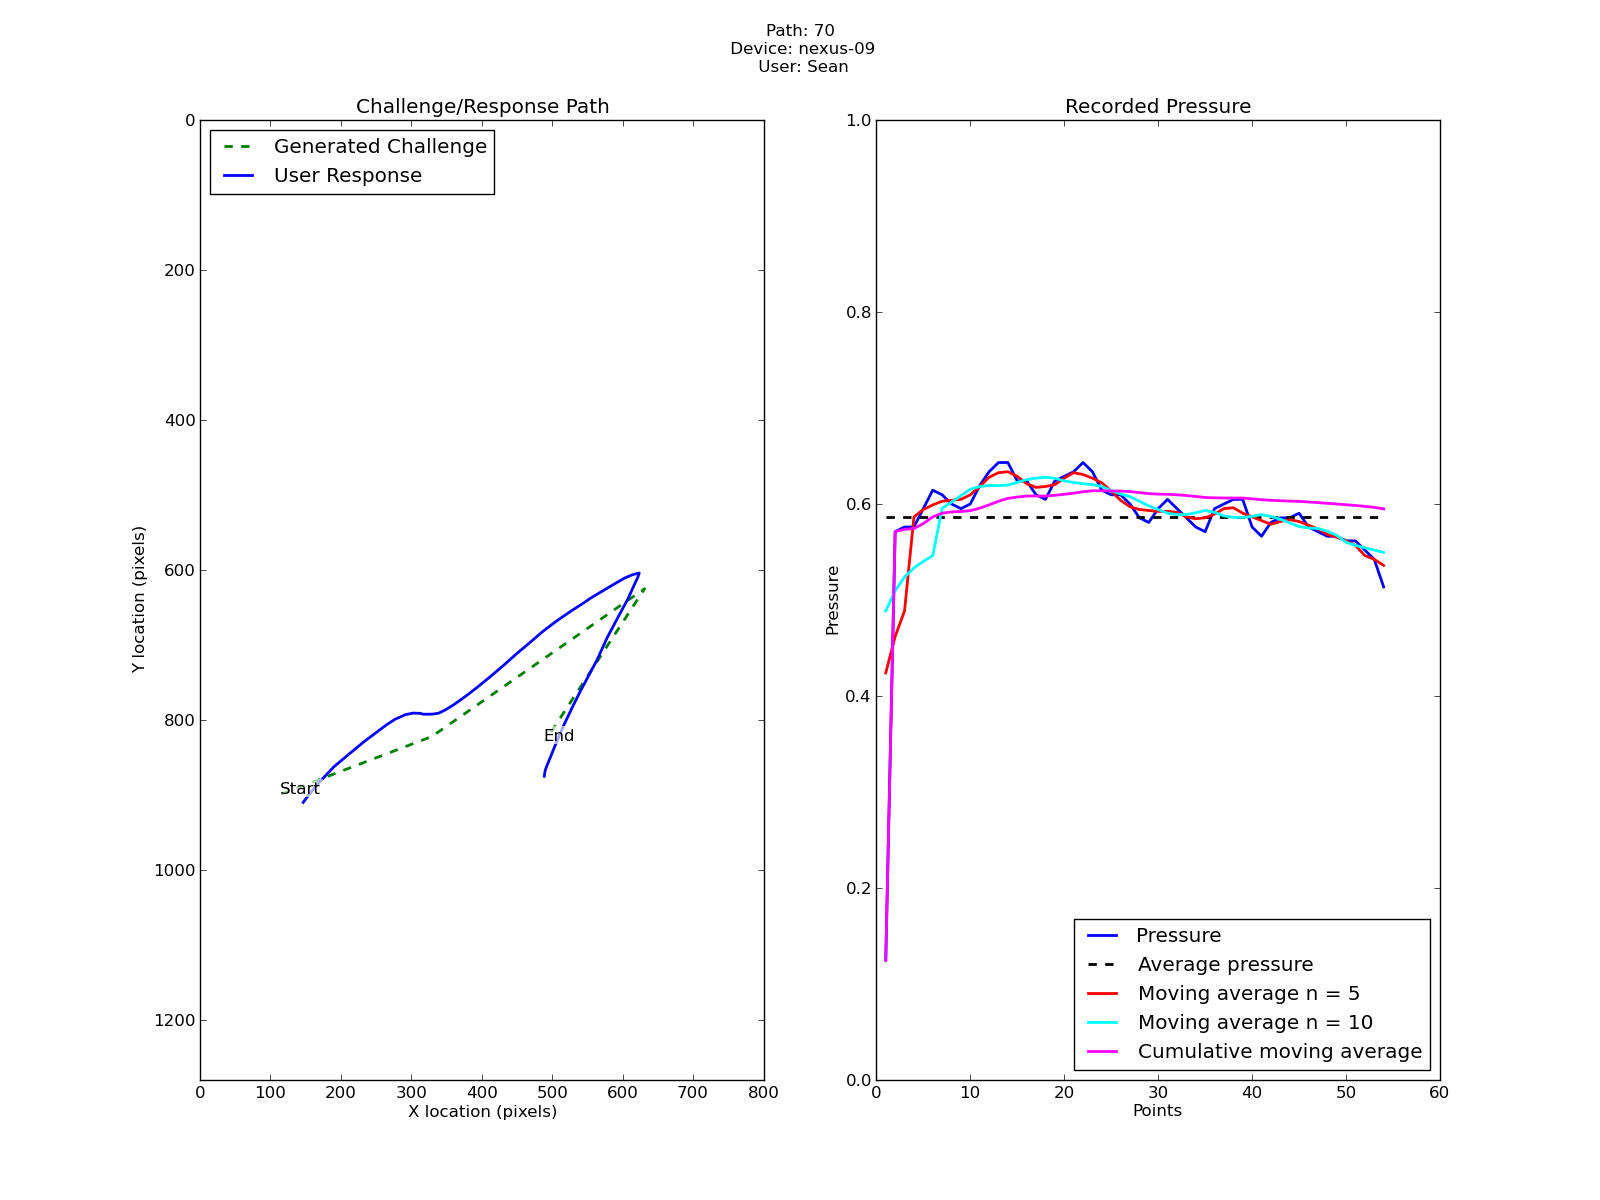 Path: 70
Device: nexus-09
User: Sean
Challenge/Response Path
Generated Challenge
User Response
0
200
400
600
800
1000
1200
Y location (pixels)
Start
End
0 100 200 300 400 500 600 700 800
X location (pixels)
Recorded Pressure
1.0
0.8
0.6
0.4
0.2
0.0
Pressure
Pressure
Average pressure
Moving average n = 5
Moving average n = 10
Cumulative moving average
0 10 20 30 40 50 60
Points